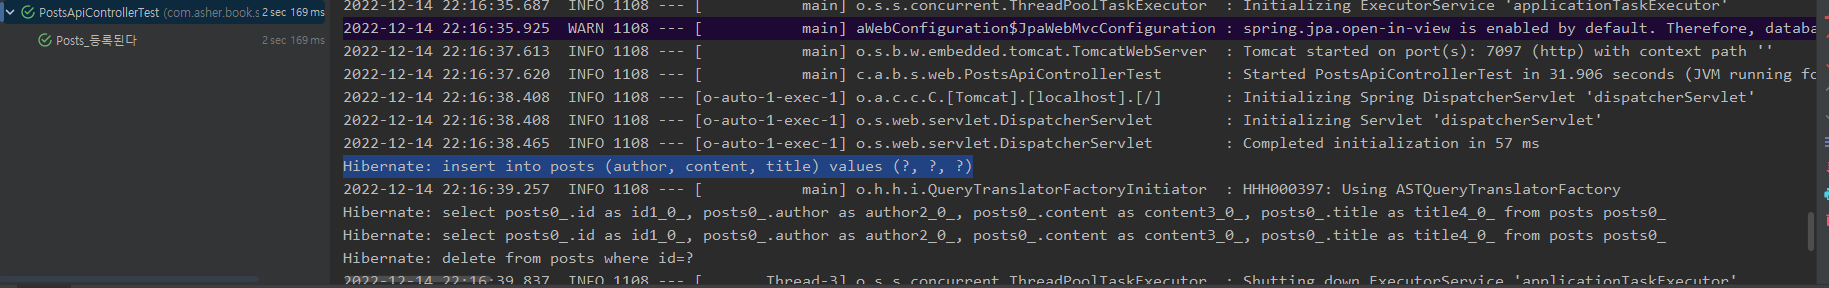 PostsApiControllerTest (com.asher.book.s 2 sec 169 ms
Posts_등록된다 2 sec 169 ms
2022-12-14 22:16:35.687  INFO 1108 --- [           main] o.s.s.concurrent.ThreadPoolTaskExecutor  : Initializing ExecutorService 'applicationTaskExecutor'
2022-12-14 22:16:35.925  WARN 1108 --- [           main] aWebConfiguration$JpaWebMvcConfiguration : spring.jpa.open-in-view is enabled by default. Therefore, databa
2022-12-14 22:16:37.613  INFO 1108 --- [           main] o.s.b.w.embedded.tomcat.TomcatWebServer  : Tomcat started on port(s): 7097 (http) with context path ''
2022-12-14 22:16:37.620  INFO 1108 --- [           main] c.a.b.s.web.PostsApiControllerTest       : Started PostsApiControllerTest in 31.906 seconds (JVM running fo
2022-12-14 22:16:38.408  INFO 1108 --- [o-auto-1-exec-1] o.a.c.c.C.[Tomcat].[localhost].[/]       : Initializing Spring DispatcherServlet 'dispatcherServlet'
2022-12-14 22:16:38.408  INFO 1108 --- [o-auto-1-exec-1] o.s.web.servlet.DispatcherServlet        : Initializing Servlet 'dispatcherServlet'
2022-12-14 22:16:38.465  INFO 1108 --- [o-auto-1-exec-1] o.s.web.servlet.DispatcherServlet        : Completed initialization in 57 ms
Hibernate: insert into posts (author, content, title) values (?, ?, ?)
2022-12-14 22:16:39.257  INFO 1108 --- [           main] o.h.h.i.QueryTranslatorFactoryInitiator  : HHH000397: Using ASTQueryTranslatorFactory
Hibernate: select posts0_.id as id1_0_, posts0_.author as author2_0_, posts0_.content as content3_0_, posts0_.title as title4_0_ from posts posts0_
Hibernate: select posts0_.id as id1_0_, posts0_.author as author2_0_, posts0_.content as content3_0_, posts0_.title as title4_0_ from posts posts0_
Hibernate: delete from posts where id=?
2022-12-14 22:16:39.837  INFO 1108 --- [       Thread-3] o.s.s.concurrent.ThreadPoolTaskExecutor  : Shutting down ExecutorService 'applicationTaskExecutor'